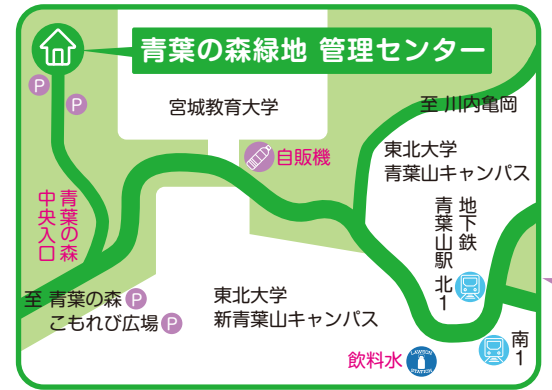 青葉の森緑地 管理センター
P
P
宮城教育大学
至 川内亀岡
自販機
東北大学
青葉山キャンパス
青葉の森
中央入口
地下鉄
青葉山駅 北1
至 青葉の森 P
こもれび広場 P
東北大学
新青葉山キャンパス
南1
飲料水
LAWSON
STATION